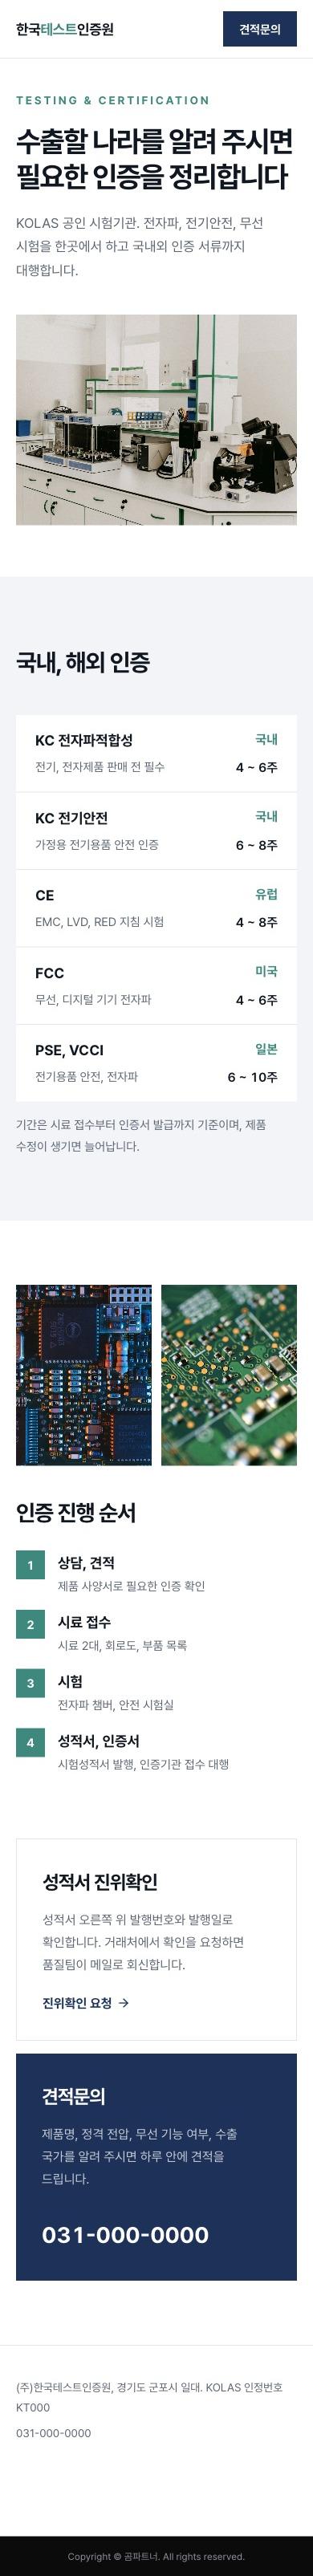 한국테스트인증원
견적문의
TESTING & CERTIFICATION
수출할 나라를 알려 주시면
필요한 인증을 정리합니다
KOLAS 공인 시험기관. 전자파, 전기안전, 무선
시험을 한곳에서 하고 국내외 인증 서류까지
대행합니다.
국내, 해외 인증
KC 전자파적합성
국내
전기, 전자제품 판매 전 필수
4 ~ 6주
KC 전기안전
국내
가정용 전기용품 안전 인증
6 ~ 8주
CE
유럽
EMC, LVD, RED 지침 시험
4 ~ 8주
FCC
미국
무선, 디지털 기기 전자파
4 ~ 6주
PSE, VCCI
일본
전기용품 안전, 전자파
6 ~ 10주
기간은 시료 접수부터 인증서 발급까지 기준이며, 제품
수정이 생기면 늘어납니다.
인증 진행 순서
1
상담, 견적
제품 사양서로 필요한 인증 확인
2
시료 접수
시료 2대, 회로도, 부품 목록
3
시험
전자파 챔버, 안전 시험실
4
성적서, 인증서
시험성적서 발행, 인증기관 접수 대행
성적서 진위확인
성적서 오른쪽 위 발행번호와 발행일로
확인합니다. 거래처에서 확인을 요청하면
품질팀이 메일로 회신합니다.
진위확인 요청 →
견적문의
제품명, 정격 전압, 무선 기능 여부, 수출
국가를 알려 주시면 하루 안에 견적을
드립니다.
031-000-0000
(주)한국테스트인증원, 경기도 군포시 일대. KOLAS 인정번호
KT000
031-000-0000
Copyright © 곰파트너. All rights reserved.